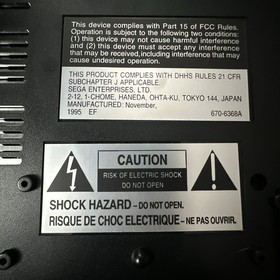 This device complies with Part 15 of FCC Rules.
Operation is subject to the following two conditions:
(1) this device may not cause harmful interference
and (2) this device must accept any interference
that may be received,including interference that may
cause undesired operation.
THIS PRODUCT COMPLIES WITH DHHS RULES 21 CFR
SUBCHAPTER J APPLICABLE.
SEGA ENTERPRISES, LTD.
2-12, 1-CHOME, HANEDA, OHTA-KU, TOKYO 144, JAPAN
MANUFACTURED: November,
1995 EF 670-6368A
CAUTION
RISK OF ELECTRIC SHOCK
DO NOT OPEN
SHOCK HAZARD – DO NOT OPEN.
RISQUE DE CHOC ELECTRIQUE – NE PAS OUVRIR.